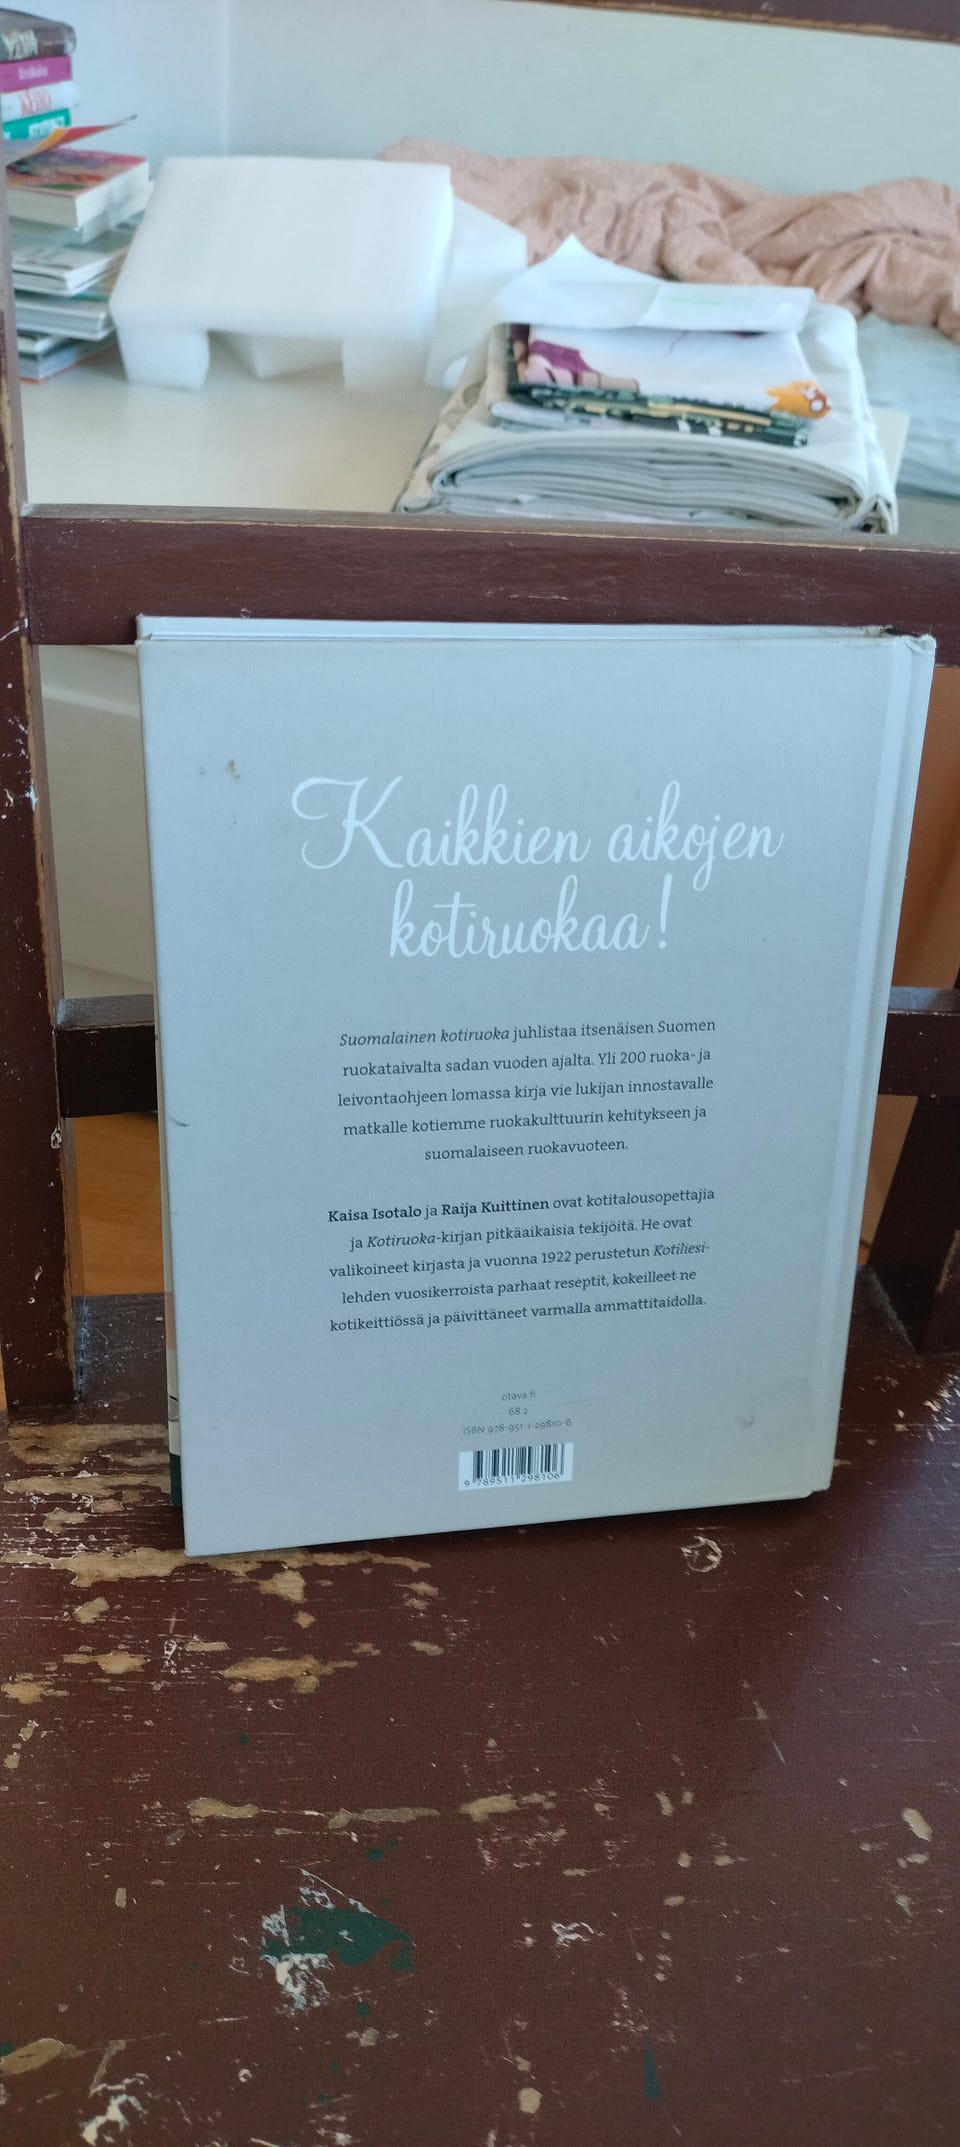 Kaikkien aikojen
kotiruokaa!
Suomalainen kotiruoka juhlistaa itsenäisen Suomen
ruokataivalta sadan vuoden ajalta. Yli 200 ruoka- ja
leivontaohjeen lomassa kirja vie lukijan innostavalle
matkalle kotiemme ruokakulttuurin kehitykseen ja
suomalaiseen ruokavuoteen.
Kaisa Isotalo ja Raija Kuittinen ovat kotitalousopettajia
ja Kotiruoka-kirjan pitkäaikaisia tekijöitä. He ovat
valikoineet kirjasta ja vuonna 1922 perustetun Kotiliesi-
lehden vuosikerroista parhaat reseptit, kokeilleet ne
kotikeittiössä ja päivittäneet varmalla ammattitaidolla.
otava.fi
68.2
ISBN 978-951-1-29810-6
9 789511 298106